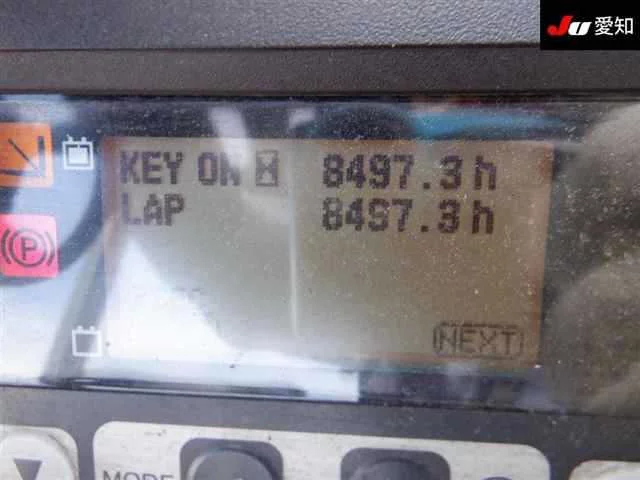 JU 愛知
KEY ON 8497.3 h
LAP 8497.3 h
P
NEXT
MODE